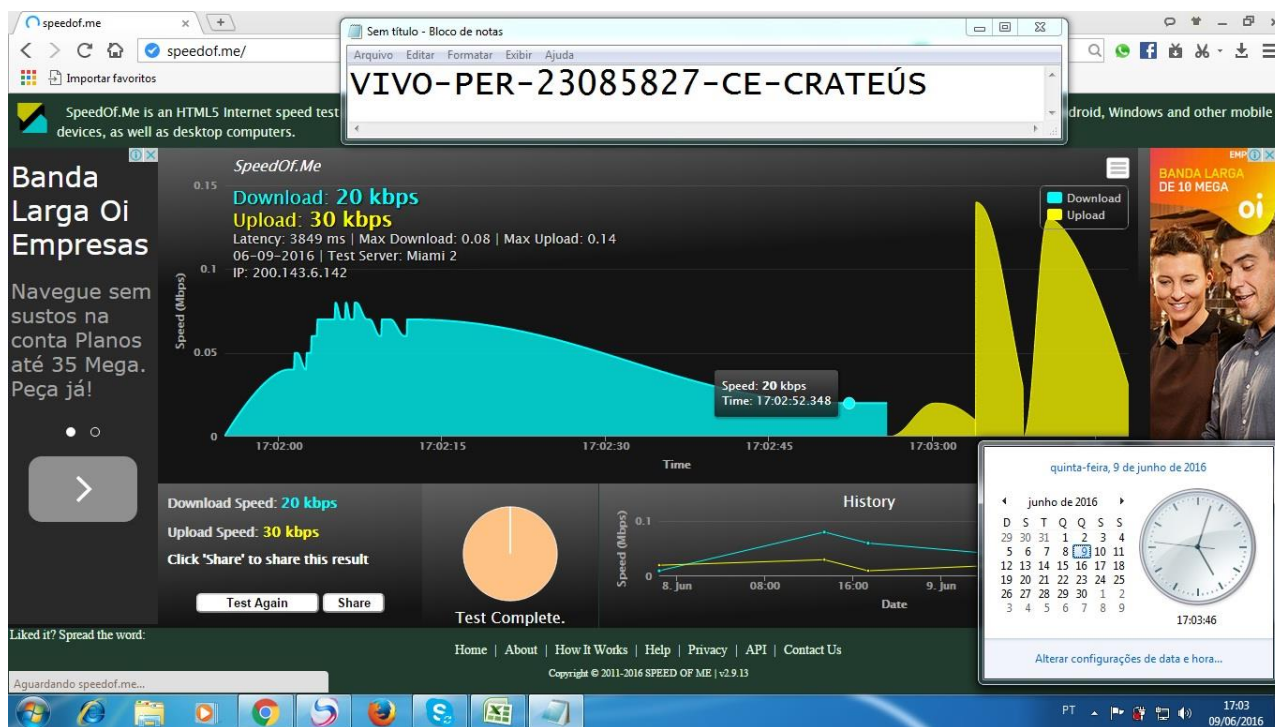 speedof.me
speedof.me/
Importar favoritos
Sem título - Bloco de notas
Arquivo Editar Formatar Exibir Ajuda
VIVO-PER-23085827-CE-CRATEÚS
SpeedOf.Me is an HTML5 Internet speed test
droid, Windows and other mobile
devices, as well as desktop computers.
Banda
Larga Oi
Empresas
Navegue sem
sustos na
conta Planos
até 35 Mega.
Peça já!
SpeedOf.Me
Download: 20 kbps
Upload: 30 kbps
Latency: 3849 ms | Max Download: 0.08 | Max Upload: 0.14
06-09-2016 | Test Server: Miami 2
IP: 200.143.6.142
Download
Upload
0.15
0.1
0.05
0
Speed (Mbps)
Speed: 20 kbps
Time: 17:02:52.348
17:02:00 17:02:15 17:02:30 17:02:45 17:03:00
Time
EMP
BANDA LARGA
DE 10 MEGA
oi
Download Speed: 20 kbps
Upload Speed: 30 kbps
Click 'Share' to share this result
Test Again Share
Test Complete.
History
0.1
0
Speed (Mbps)
8. Jun 08:00 16:00 9. Jun
Date
quinta-feira, 9 de junho de 2016
junho de 2016
D S T Q Q S S
29 30 31 1 2 3 4
5 6 7 8 9 10 11
12 13 14 15 16 17 18
19 20 21 22 23 24 25
26 27 28 29 30 1 2
3 4 5 6 7 8 9
17:03:46
Alterar configurações de data e hora...
Liked it? Spread the word:
Home | About | How It Works | Help | Privacy | API | Contact Us
Copyright © 2011-2016 SPEED OF ME | v2.9.13
Aguardando speedof.me...
PT
17:03
09/06/2016